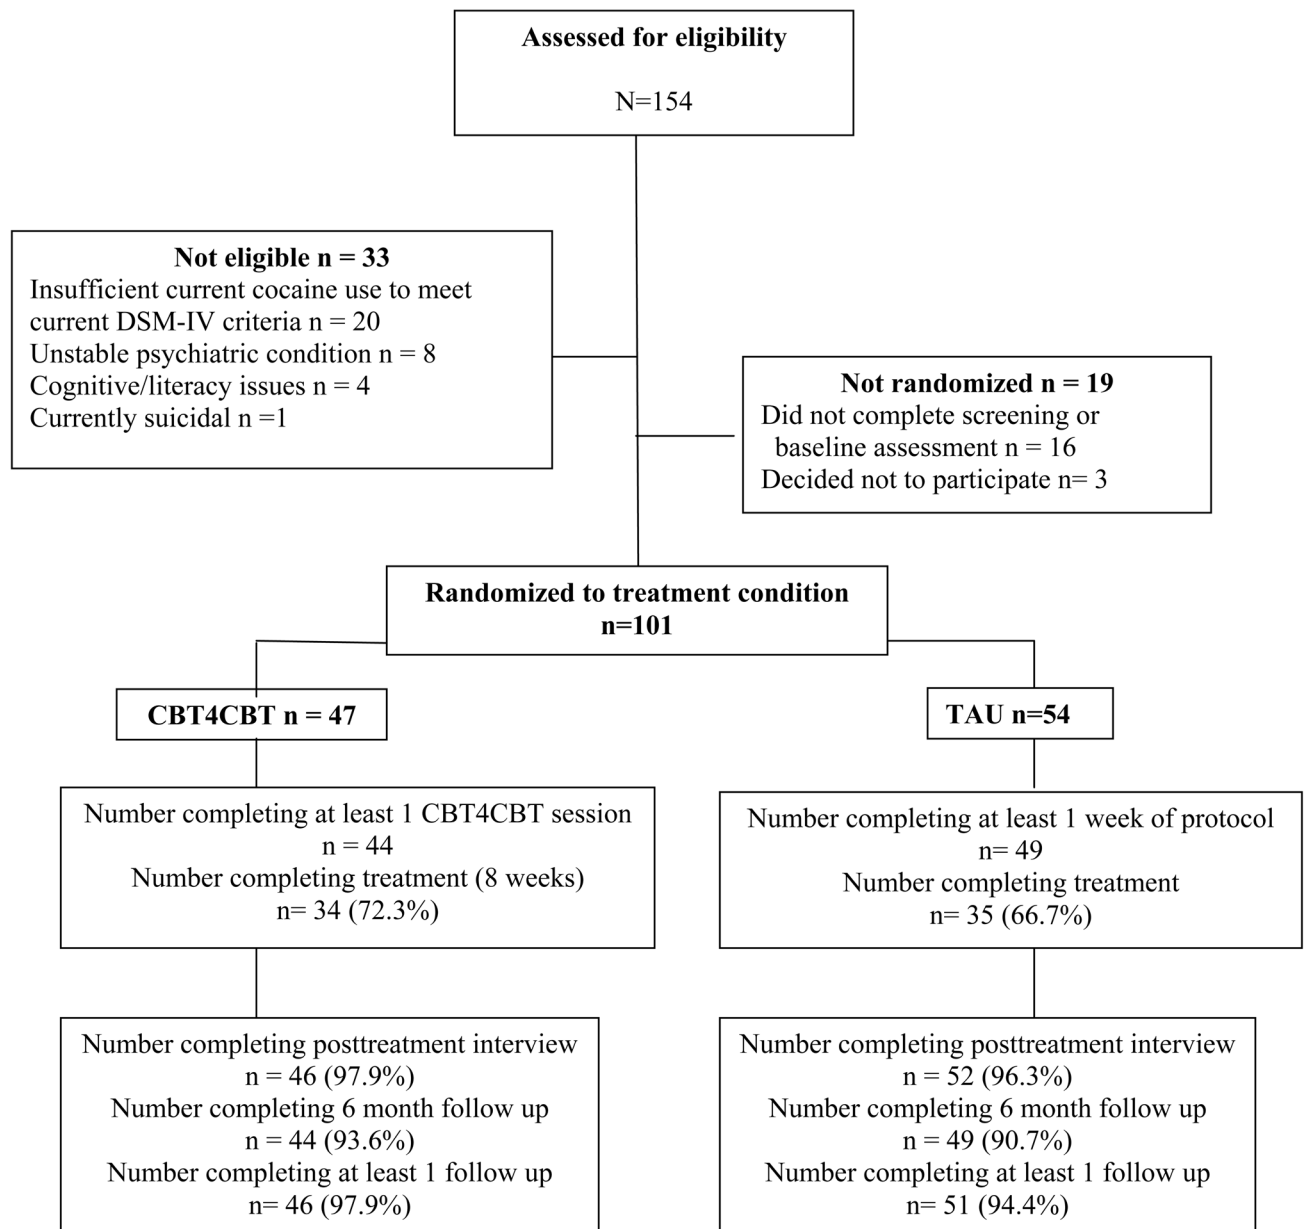 Assessed for eligibility
N=154
Not eligible n = 33
Insufficient current cocaine use to meet
current DSM-IV criteria n = 20
Unstable psychiatric condition n = 8
Cognitive/literacy issues n = 4
Currently suicidal n =1
Not randomized n = 19
Did not complete screening or
baseline assessment n = 16
Decided not to participate n= 3
Randomized to treatment condition
n=101
CBT4CBT n = 47
TAU n=54
Number completing at least 1 CBT4CBT session
n = 44
Number completing treatment (8 weeks)
n= 34 (72.3%)
Number completing at least 1 week of protocol
n= 49
Number completing treatment
n= 35 (66.7%)
Number completing posttreatment interview
n = 46 (97.9%)
Number completing 6 month follow up
n = 44 (93.6%)
Number completing at least 1 follow up
n= 46 (97.9%)
Number completing posttreatment interview
n = 52 (96.3%)
Number completing 6 month follow up
n = 49 (90.7%)
Number completing at least 1 follow up
n= 51 (94.4%)